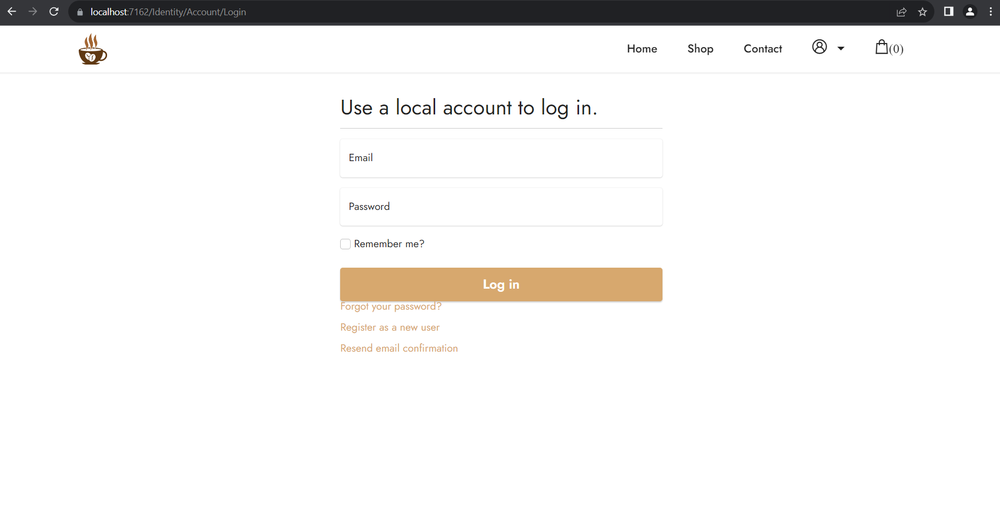 localhost:7162/Identity/Account/Login
Home Shop Contact (0)
Use a local account to log in.
Email
Password
Remember me?
Log in
Forgot your password?
Register as a new user
Resend email confirmation